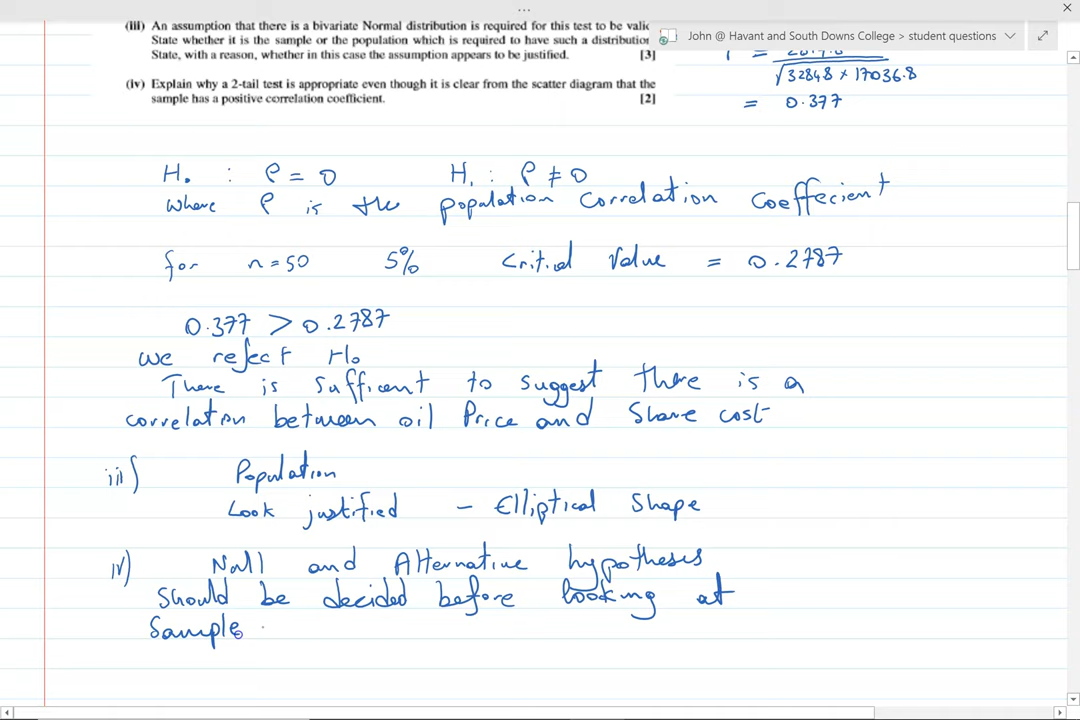 (iii) An assumption that there is a bivariate Normal distribution is required for this test to be valid
State whether it is the sample or the population which is required to have such a distribution
State, with a reason, whether in this case the assumption appears to be justified. [3]
John @ Havant and South Downs College > student questions
(iv) Explain why a 2-tail test is appropriate even though it is clear from the scatter diagram that the
sample has a positive correlation coefficient. [2]
√32848 × 17036.8
= 0.377
H₀ : ρ = 0 H₁ : ρ ≠ 0
where ρ is the population correlation coeffecient
for n=50 5% critical value = 0.2787
0.377 > 0.2787
we reject H₀
There is sufficent to suggest there is a
correlation between oil Price and Share cost
iii) Population
Look justified - Elliptical Shape
iv) Null and Alternative hypotheses
Should be decided before looking at
Sample